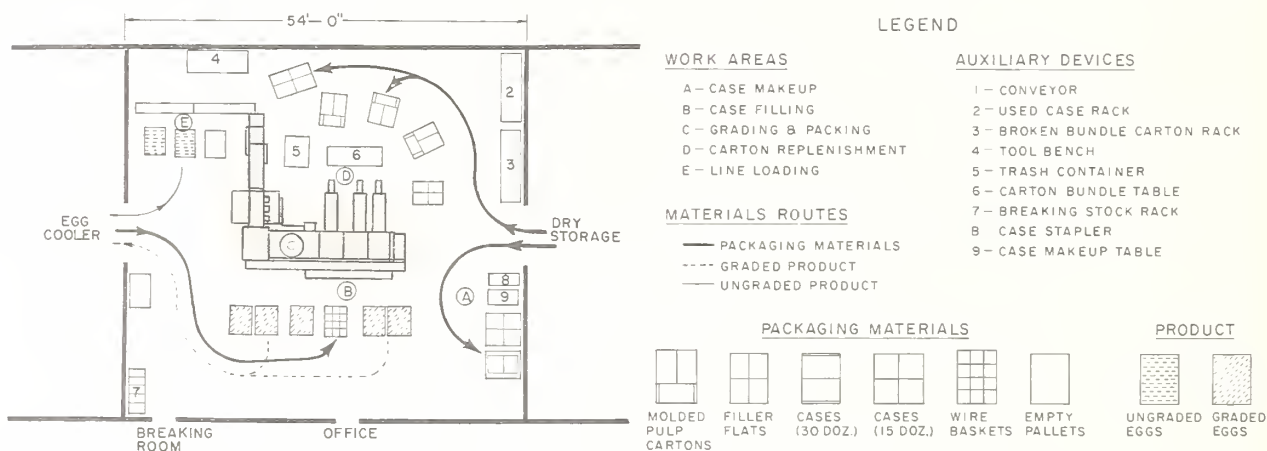 54'-0"
4
2
E
5
6
3
D
EGG
COOLER
DRY
STORAGE
C
B
A
8
9
7
BREAKING
ROOM
OFFICE
LEGEND
WORK AREAS
A - CASE MAKEUP
B - CASE FILLING
C - GRADING & PACKING
D - CARTON REPLENISHMENT
E - LINE LOADING
MATERIALS ROUTES
PACKAGING MATERIALS
GRADED PRODUCT
UNGRADED PRODUCT
AUXILIARY DEVICES
1 - CONVEYOR
2 - USED CASE RACK
3 - BROKEN BUNDLE CARTON RACK
4 - TOOL BENCH
5 - TRASH CONTAINER
6 - CARTON BUNDLE TABLE
7 - BREAKING STOCK RACK
8 CASE STAPLER
9 - CASE MAKEUP TABLE
PACKAGING MATERIALS
MOLDED
PULP
CARTONS
FILLER
FLATS
CASES
(30 DOZ.)
CASES
(15 DOZ.)
WIRE
BASKETS
EMPTY
PALLETS
PRODUCT
UNGRADED
EGGS
GRADED
EGGS